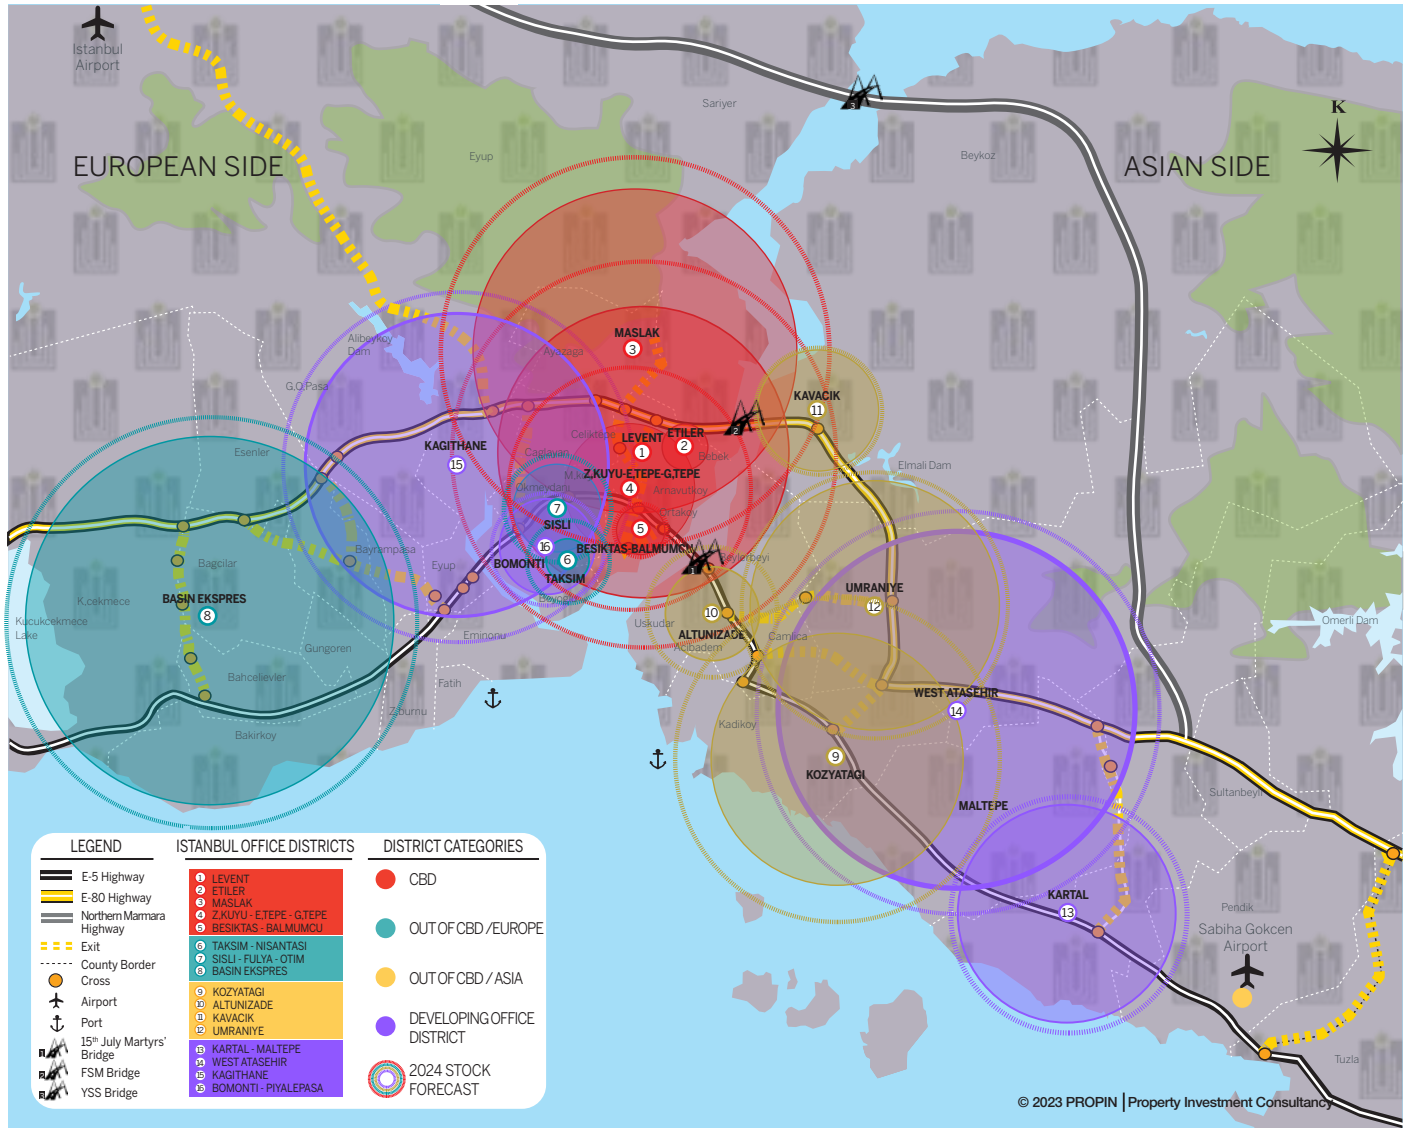 Istanbul
Airport
Sariyer
K
EUROPEAN SIDE
Eyup
Beykoz
ASIAN SIDE
MASLAK
3
Alibeykoy
Dam
Ayazaga
G.O.Pasa
KAVACIK
11
2
Celiktepe
LEVENT
1
ETILER
2
Bebek
KAGITHANE
15
Esenler
Caglayan
Elmali Dam
Z,KUYU-E,TEPE-G,TEPE
4
Okmeydani
Arnavutkoy
7
SISLI
Ortakoy
5
BESIKTAS-BALMUMCU
16
BOMONTI
6
TAKSIM
Beylerbeyi
1
Bayrampasa
Bagcilar
Eyup
K.cekmece
BASIN EKSPRES
8
Beyoglu
UMRANIYE
12
10
ALTUNIZADE
Uskudar
Acibadem
Camlica
Kucukcekmece
Lake
Eminonu
Omerli Dam
Gungoren
Bahcelievler
Fatih
Z.burnu
WEST ATASEHIR
14
Bakirkoy
Kadikoy
9
KOZYATAGI
MALTEPE
Sultanbeyli
KARTAL
13
Pendik
Sabiha Gokcen
Airport
Tuzla
LEGEND
E-5 Highway
E-80 Highway
Northern Marmara
Highway
Exit
County Border
Cross
Airport
Port
15th July Martyrs'
Bridge
FSM Bridge
YSS Bridge
ISTANBUL OFFICE DISTRICTS
1 LEVENT
2 ETILER
3 MASLAK
4 Z.KUYU - E,TEPE - G,TEPE
5 BESIKTAS - BALMUMCU
6 TAKSIM - NISANTASI
7 SISLI - FULYA - OTIM
8 BASIN EKSPRES
9 KOZYATAGI
10 ALTUNIZADE
11 KAVACIK
12 UMRANIYE
13 KARTAL - MALTEPE
14 WEST ATASEHIR
15 KAGITHANE
16 BOMONTI - PIYALEPASA
DISTRICT CATEGORIES
CBD
OUT OF CBD /EUROPE
OUT OF CBD / ASIA
DEVELOPING OFFICE
DISTRICT
2024 STOCK
FORECAST
© 2023 PROPIN | Property Investment Consultancy